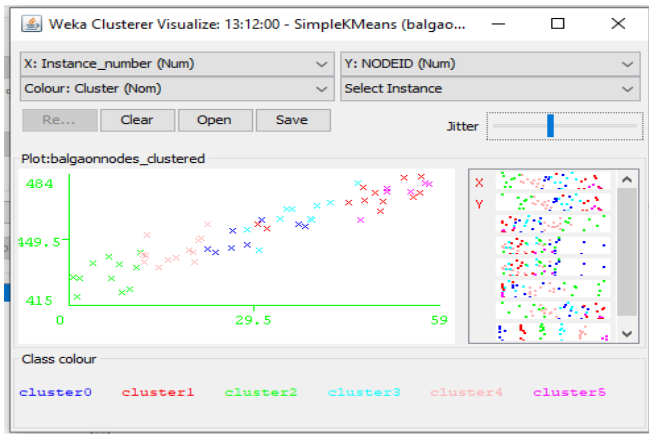 Weka Clusterer Visualize: 13:12:00 - SimpleKMeans (balgao...
X: Instance_number (Num)
Y: NODEID (Num)
Colour: Cluster (Nom)
Select Instance
Re...
Clear
Open
Save
Jitter
Plot:balgaonnodes_clustered
484
449.5
415
0
29.5
59
X
Y
Class colour
cluster0 cluster1 cluster2 cluster3 cluster4 cluster5